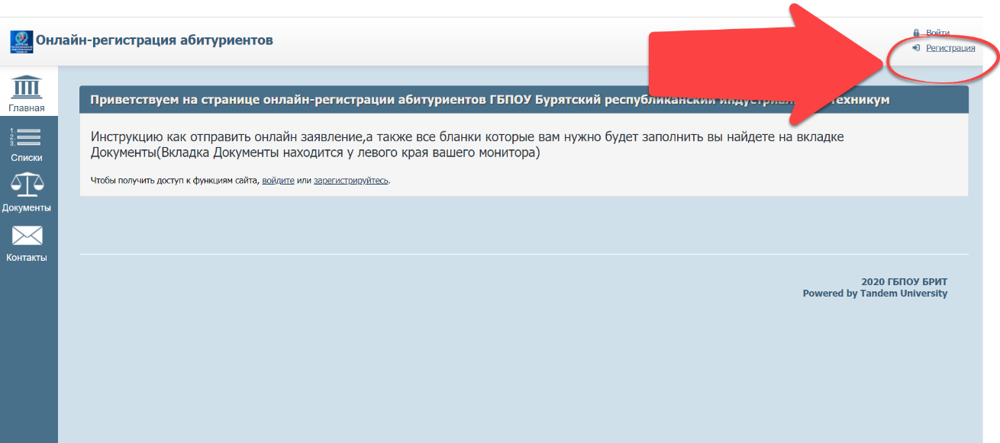 Онлайн-регистрация абитуриентов
Войти
Регистрация
Главная
1.
2.
3.
Списки
Документы
Контакты
Приветствуем на странице онлайн-регистрации абитуриентов ГБПОУ Бурятский республиканский
Инструкцию как отправить онлайн заявление,а также все бланки которые вам нужно будет заполнить вы найдете на вкладке
Документы(Вкладка Документы находится у левого края вашего монитора)
Чтобы получить доступ к функциям сайта, войдите или зарегистрируйтесь.
2020 ГБПОУ БРИТ
Powered by Tandem University